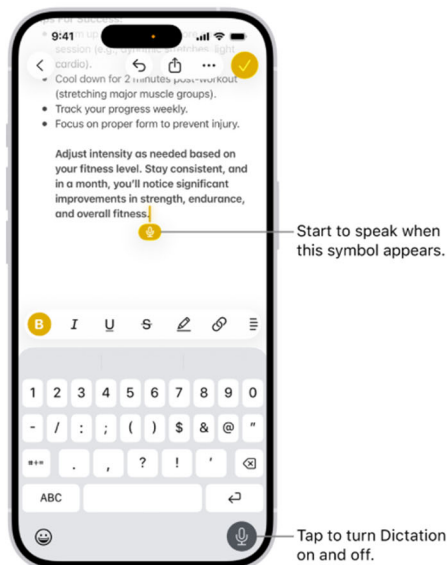 9:41
cardio).
Cool down for 2 minutes post-workout
(stretching major muscle groups).
Track your progress weekly.
Focus on proper form to prevent injury.
Adjust intensity as needed based on
your fitness level. Stay consistent, and
in a month, you'll notice significant
improvements in strength, endurance,
and overall fitness.
Start to speak when
this symbol appears.
B I U S
1 2 3 4 5 6 7 8 9 0
- / : ; ( ) $ & @ "
#+= . , ? ! '
ABC
Tap to turn Dictation
on and off.